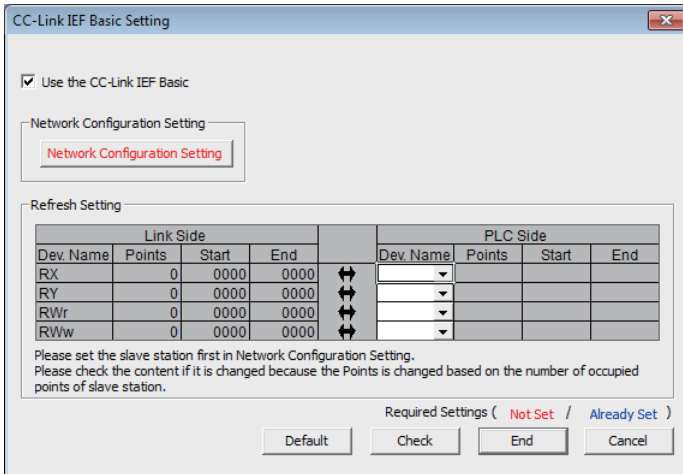 CC-Link IEF Basic Setting
Use the CC-Link IEF Basic
Network Configuration Setting
Network Configuration Setting
Refresh Setting
Link Side PLC Side
Dev. Name Points Start End Dev. Name Points Start End
RX 0 0000 0000
RY 0 0000 0000
RWr 0 0000 0000
RWw 0 0000 0000
Please set the slave station first in Network Configuration Setting.
Please check the content if it is changed because the Points is changed based on the number of occupied
points of slave station.
Required Settings ( Not Set / Already Set )
Default Check End Cancel